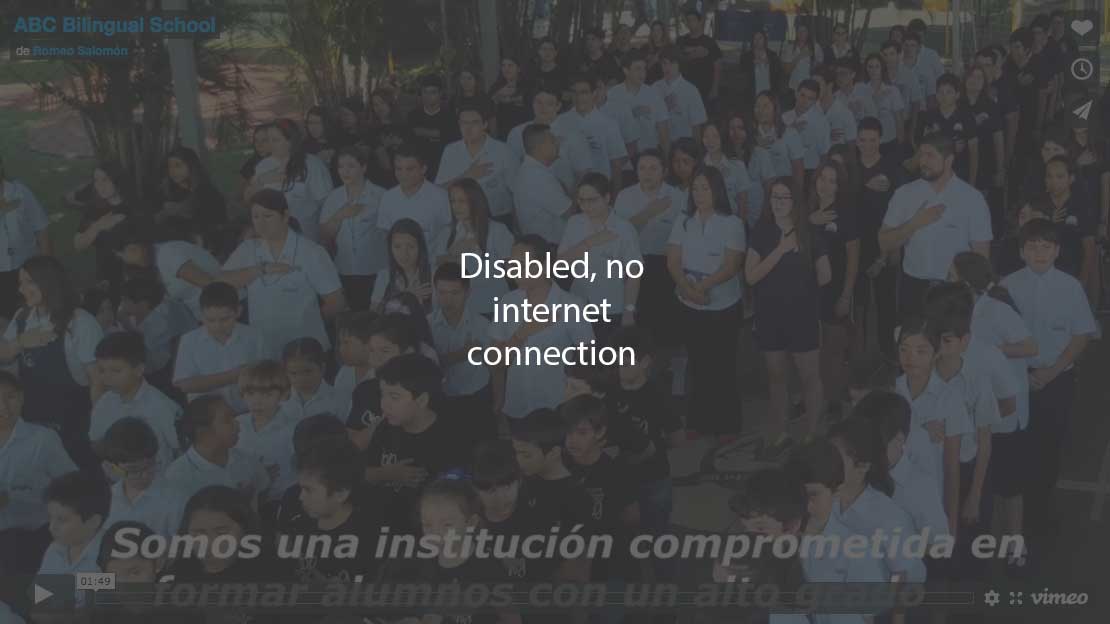 ABC Bilingual School
de Romeo Salomón
Disabled, no
internet
connection
Somos una institución comprometida en
formar alumnos con un alto grado
01:49
vimeo